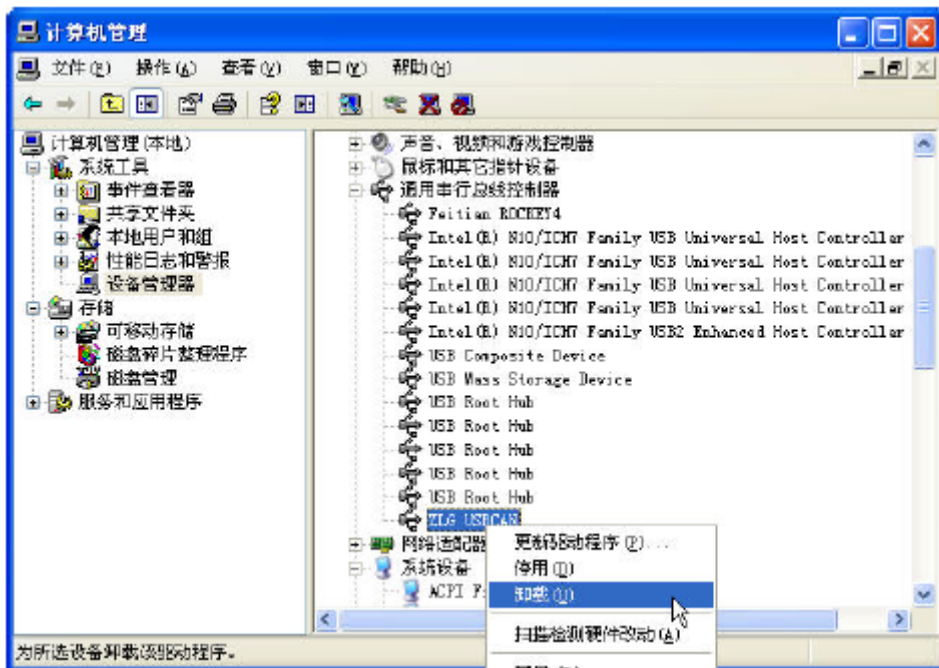 计算机管理
文件(F) 操作(A) 查看(V) 窗口(W) 帮助(H)
计算机管理(本地)
系统工具
事件查看器
共享文件夹
本地用户和组
性能日志和警报
设备管理器
存储
可移动存储
磁盘碎片整理程序
磁盘管理
服务和应用程序
声音、视频和游戏控制器
鼠标和其它指针设备
通用串行总线控制器
Feitian ROCKEY4
Intel(R) N10/ICH7 Family USB Universal Host Controller
Intel(R) N10/ICH7 Family USB Universal Host Controller
Intel(R) N10/ICH7 Family USB Universal Host Controller
Intel(R) N10/ICH7 Family USB Universal Host Controller
Intel(R) N10/ICH7 Family USB2 Enhanced Host Controller
USB Composite Device
USB Mass Storage Device
USB Root Hub
USB Root Hub
USB Root Hub
USB Root Hub
USB Root Hub
ZLG USBCAN
网络适配器
系统设备
ACPI
更新驱动程序(P)...
停用(D)
卸载(U)
扫描检测硬件改动(A)
为所选设备卸载该驱动程序。